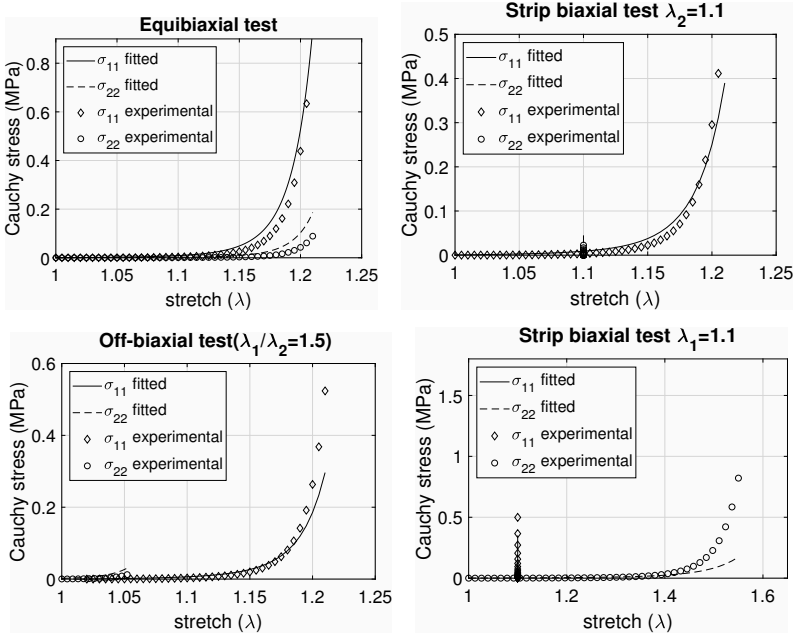 Equibiaxial test
Cauchy stress (MPa)
0.8
0.6
0.4
0.2
0
σ11 fitted
σ22 fitted
σ11 experimental
σ22 experimental
1 1.05 1.1 1.15 1.2 1.25
stretch (λ)
Strip biaxial test λ2=1.1
Cauchy stress (MPa)
0.5
0.4
0.3
0.2
0.1
0
σ11 fitted
σ22 fitted
σ11 experimental
σ22 experimental
1 1.05 1.1 1.15 1.2 1.25
stretch (λ)
Off-biaxial test(λ1/λ2=1.5)
Cauchy stress (MPa)
0.6
0.4
0.2
0
σ11 fitted
σ22 fitted
σ11 experimental
σ22 experimental
1 1.05 1.1 1.15 1.2 1.25
stretch (λ)
Strip biaxial test λ1=1.1
Cauchy stress (MPa)
1.5
1
0.5
0
σ11 fitted
σ22 fitted
σ11 experimental
σ22 experimental
1 1.2 1.4 1.6
stretch (λ)